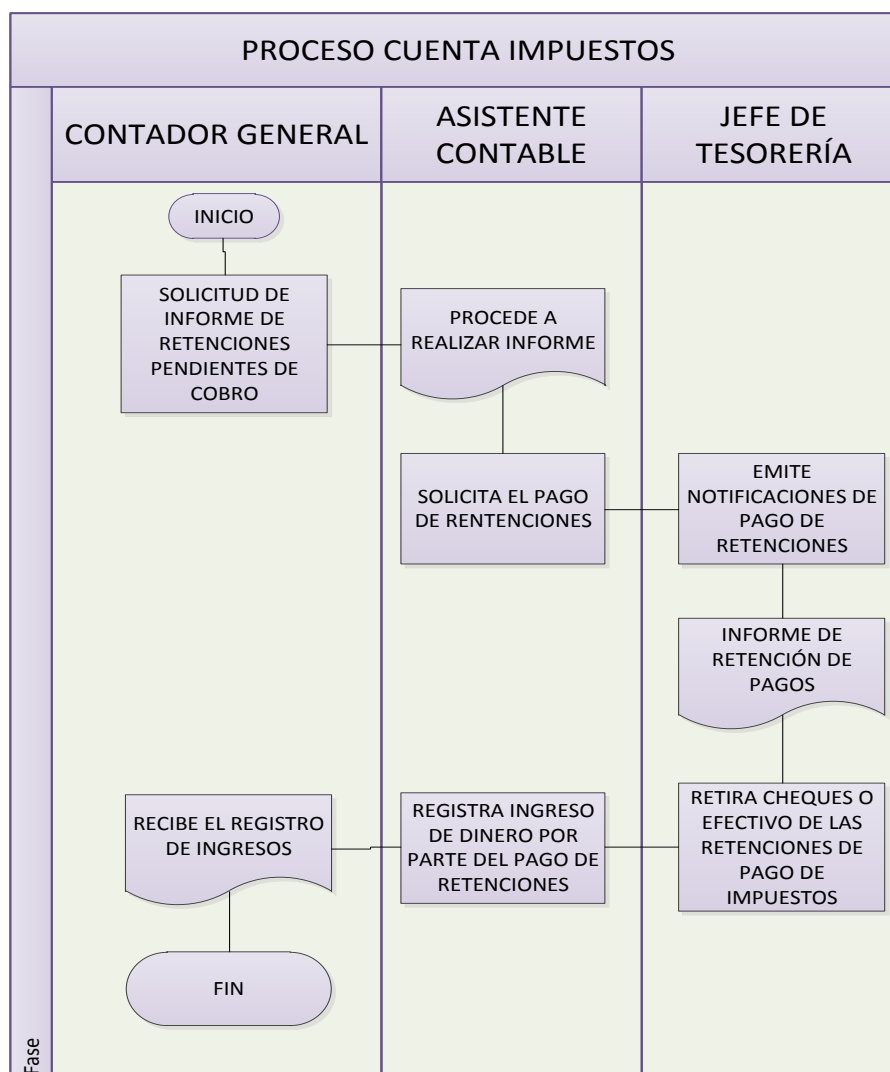 PROCESO CUENTA IMPUESTOS
CONTADOR GENERAL
ASISTENTE
CONTABLE
JEFE DE
TESORERÍA
INICIO
SOLICITUD DE
INFORME DE
RETENCIONES
PENDIENTES DE
COBRO
PROCEDE A
REALIZAR INFORME
SOLICITA EL PAGO
DE RENTENCIONES
EMITE
NOTIFICACIONES DE
PAGO DE
RETENCIONES
INFORME DE
RETENCIÓN DE
PAGOS
RETIRA CHEQUES O
EFECTIVO DE LAS
RETENCIONES DE
PAGO DE
IMPUESTOS
REGISTRA INGRESO
DE DINERO POR
PARTE DEL PAGO DE
RETENCIONES
RECIBE EL REGISTRO
DE INGRESOS
FIN
Fase